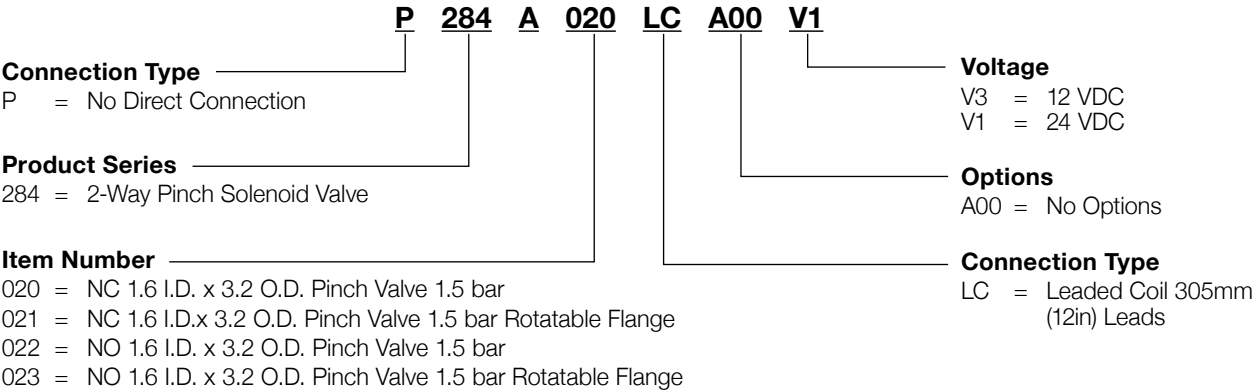 P 284 A 020 LC A00 V1
Connection Type
P = No Direct Connection
Product Series
284 = 2-Way Pinch Solenoid Valve
Item Number
020 = NC 1.6 I.D. x 3.2 O.D. Pinch Valve 1.5 bar
021 = NC 1.6 I.D.x 3.2 O.D. Pinch Valve 1.5 bar Rotatable Flange
022 = NO 1.6 I.D. x 3.2 O.D. Pinch Valve 1.5 bar
023 = NO 1.6 I.D. x 3.2 O.D. Pinch Valve 1.5 bar Rotatable Flange
Voltage
V3 = 12 VDC
V1 = 24 VDC
Options
A00 = No Options
Connection Type
LC = Leaded Coil 305mm
(12in) Leads